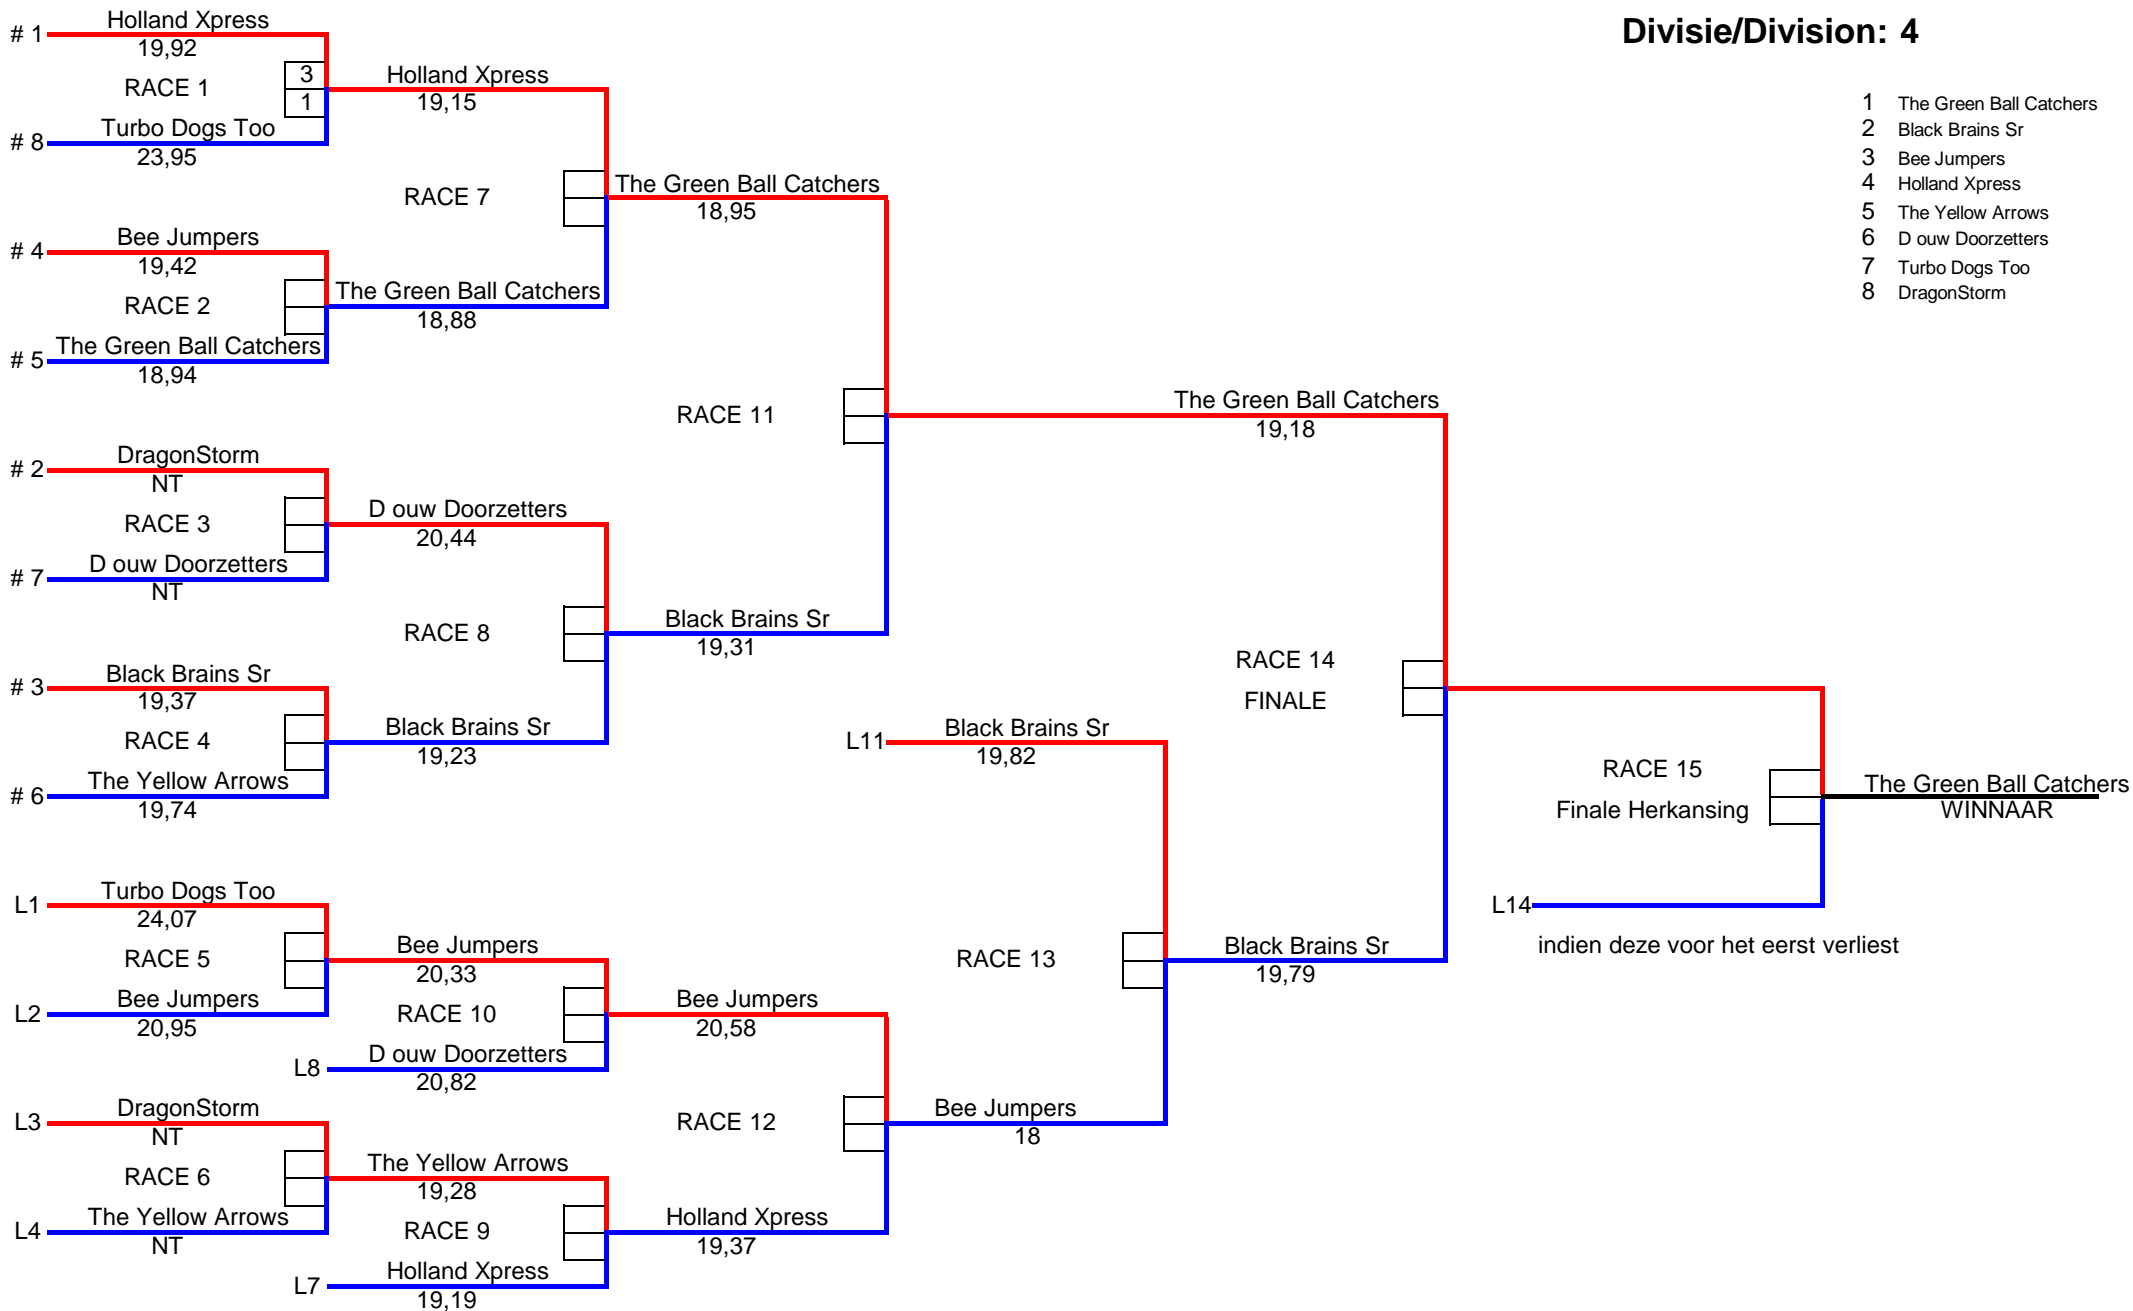 Divisie/Division: 4
1 The Green Ball Catchers
2 Black Brains Sr
3 Bee Jumpers
4 Holland Xpress
5 The Yellow Arrows
6 D ouw Doorzetters
7 Turbo Dogs Too
8 DragonStorm
# 1 Holland Xpress
19,92
RACE 1
3
1
# 8 Turbo Dogs Too
23,95
Holland Xpress
19,15
RACE 7
# 4 Bee Jumpers
19,42
RACE 2
# 5 The Green Ball Catchers
18,94
The Green Ball Catchers
18,88
The Green Ball Catchers
18,95
RACE 11
# 2 DragonStorm
NT
RACE 3
# 7 D ouw Doorzetters
NT
D ouw Doorzetters
20,44
RACE 8
# 3 Black Brains Sr
19,37
RACE 4
# 6 The Yellow Arrows
19,74
Black Brains Sr
19,23
Black Brains Sr
19,31
The Green Ball Catchers
19,18
RACE 14
FINALE
L11 Black Brains Sr
19,82
RACE 13
Black Brains Sr
19,79
RACE 15
Finale Herkansing
The Green Ball Catchers
WINNAAR
L14
indien deze voor het eerst verliest
L1 Turbo Dogs Too
24,07
RACE 5
L2 Bee Jumpers
20,95
Bee Jumpers
20,33
RACE 10
L8 D ouw Doorzetters
20,82
Bee Jumpers
20,58
RACE 12
L3 DragonStorm
NT
RACE 6
L4 The Yellow Arrows
NT
The Yellow Arrows
19,28
RACE 9
L7 Holland Xpress
19,19
Holland Xpress
19,37
Bee Jumpers
18